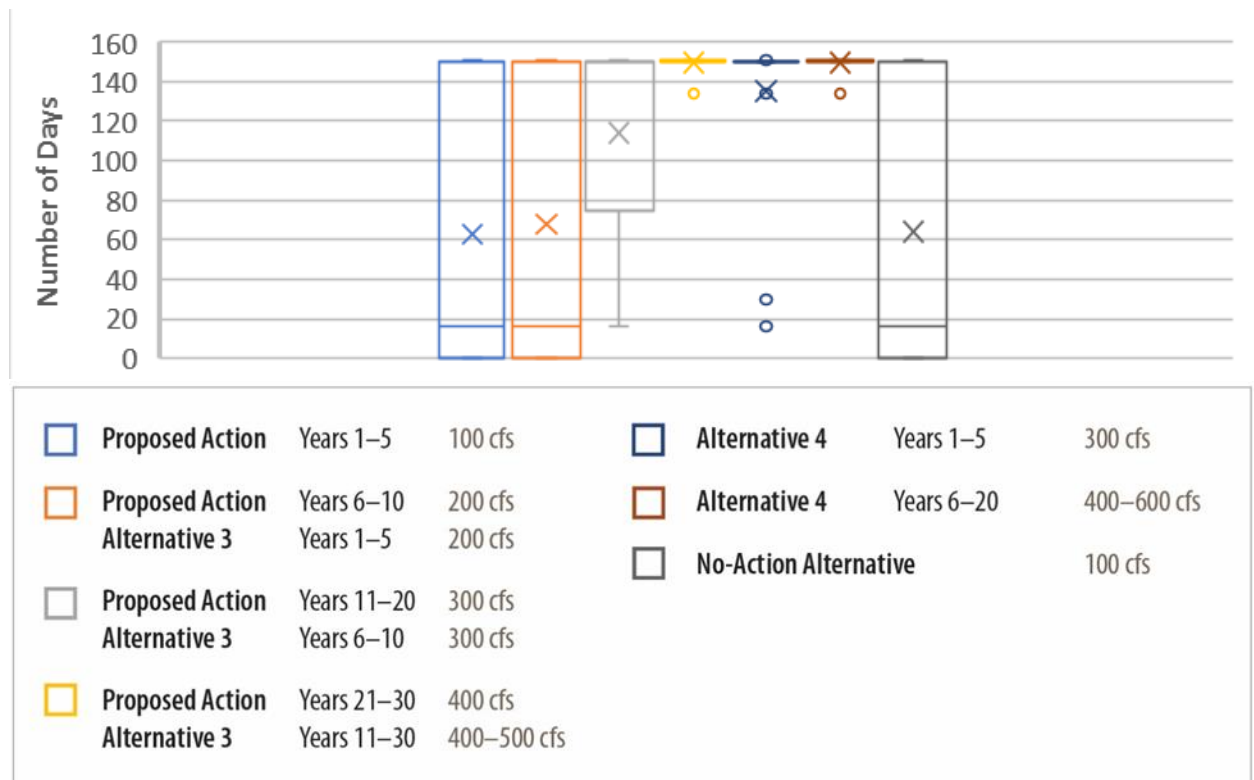 160
140
120
100
80
60
40
20
0
Number of Days
Proposed Action Years 1–5 100 cfs
Proposed Action Years 6–10 200 cfs
Alternative 3 Years 1–5 200 cfs
Proposed Action Years 11–20 300 cfs
Alternative 3 Years 6–10 300 cfs
Proposed Action Years 21–30 400 cfs
Alternative 3 Years 11–30 400–500 cfs
Alternative 4 Years 1–5 300 cfs
Alternative 4 Years 6–20 400–600 cfs
No-Action Alternative 100 cfs